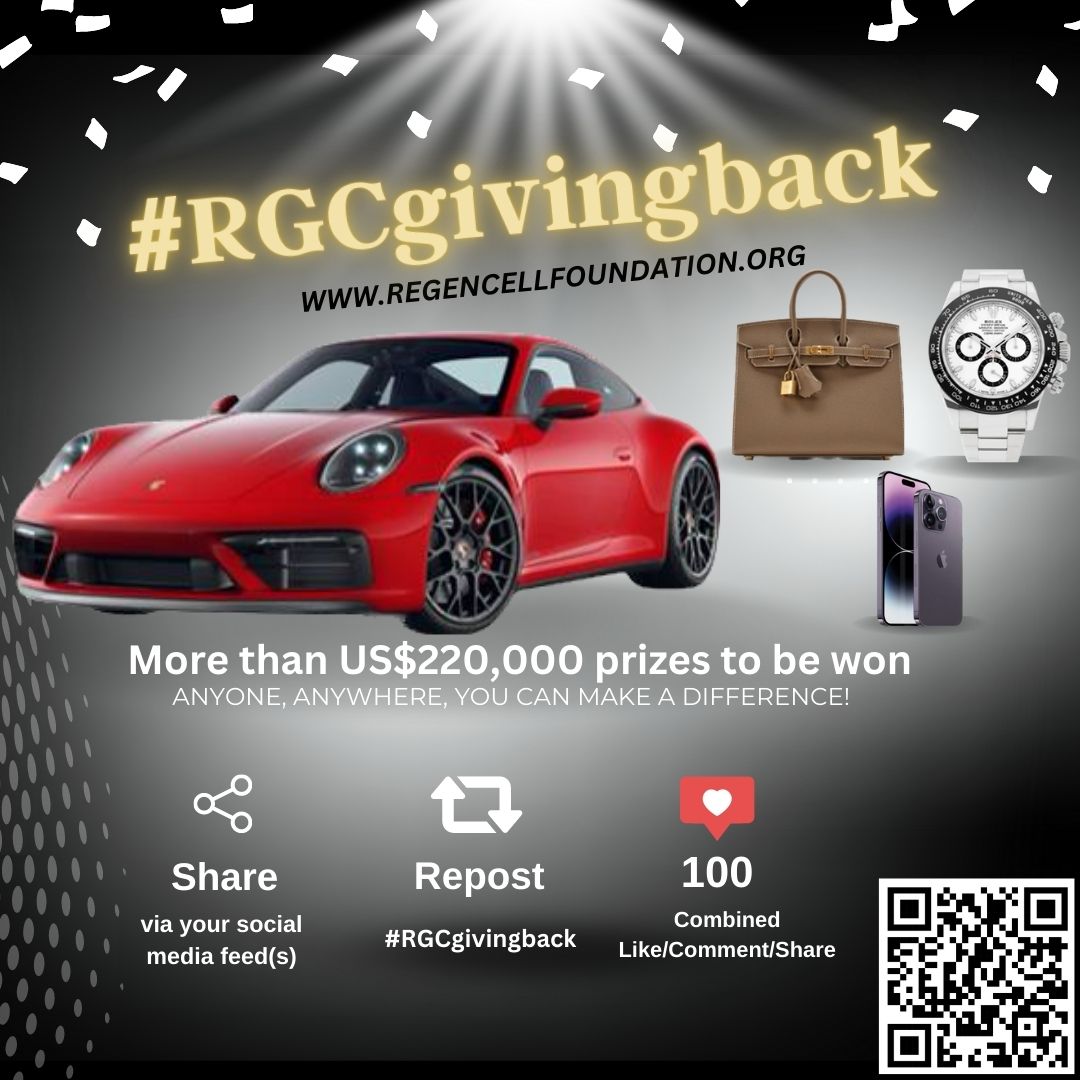 #RGCgivingback
WWW.REGENCELLFOUNDATION.ORG
ROLEX
More than US$220,000 prizes to be won
ANYONE, ANYWHERE, YOU CAN MAKE A DIFFERENCE!
Share
via your social
media feed(s)
Repost
#RGCgivingback
100
Combined
Like/Comment/Share